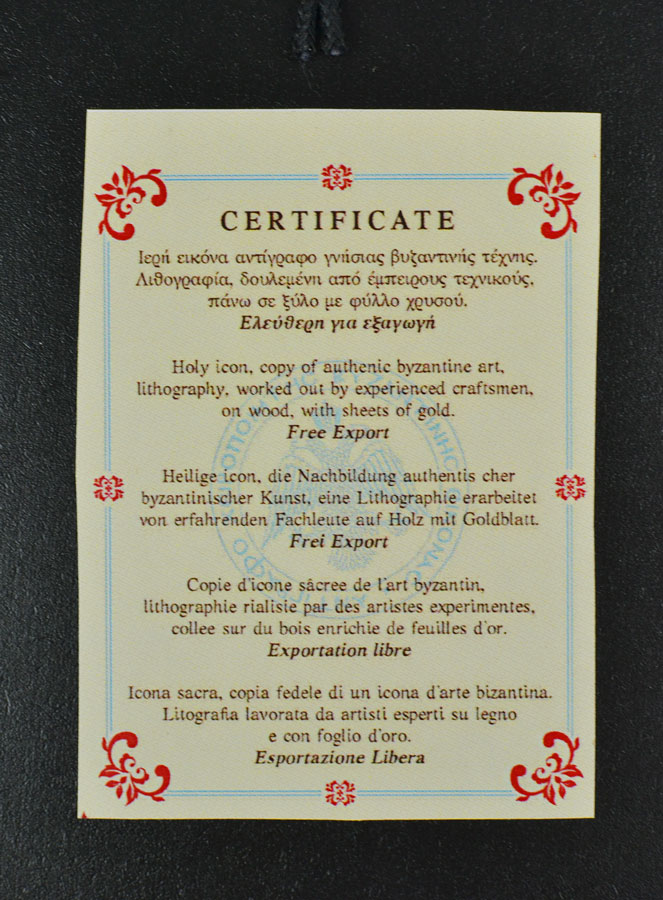 CERTIFICATE
Ιερή εικόνα αντίγραφο γνήσιας βυζαντινής τέχνης.
Λιθογραφία, δουλεμένη από έμπειρους τεχνικούς,
πάνω σε ξύλο με φύλλο χρυσού.
Ελεύθερη για εξαγωγή
Holy icon, copy of authenic byzantine art,
lithography, worked out by experienced craftsmen,
on wood, with sheets of gold.
Free Export
Heilige icon, die Nachbildung authentis cher
byzantinischer Kunst, eine Lithographie erarbeitet
von erfahrenden Fachleute auf Holz mit Goldblatt.
Frei Export
Copie d'icone sâcree de l'art byzantin,
lithographie rialisie par des artistes experimentes,
collee sur du bois enrichie de feuilles d'or.
Exportation libre
Icona sacra, copia fedele di un icona d'arte bizantina.
Litografia lavorata da artisti esperti su legno
e con foglio d'oro.
Esportazione Libera